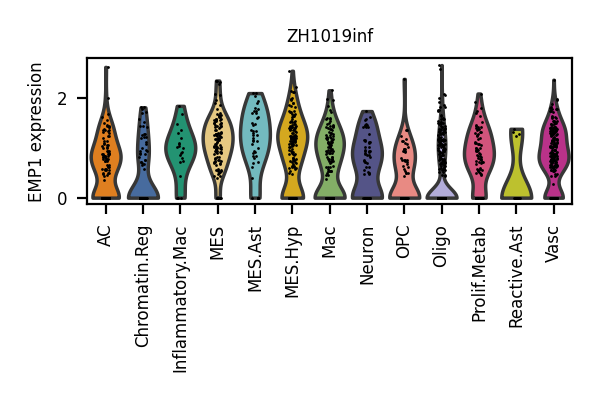 ZH1019inf
EMP1 expression
2
0
AC
Chromatin.Reg
Inflammatory.Mac
MES
MES.Ast
MES.Hyp
Mac
Neuron
OPC
Oligo
Prolif.Metab
Reactive.Ast
Vasc